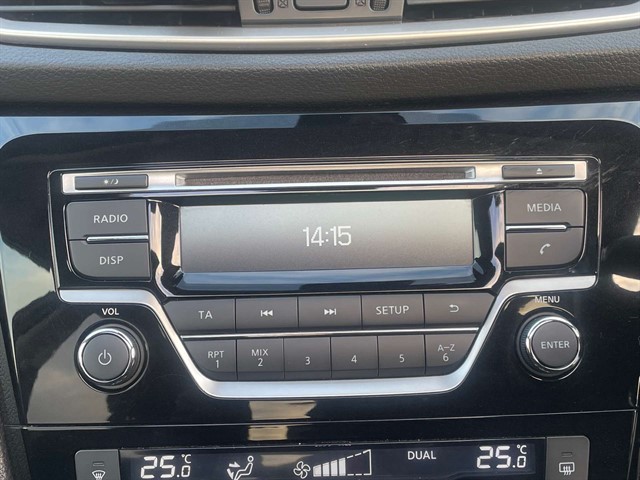 RADIO
MEDIA
14:15
DISP
VOL
MENU
TA
SETUP
RPT
1
MIX
2
3
4
5
A-Z
6
ENTER
25.0°C
DUAL
25.0°C